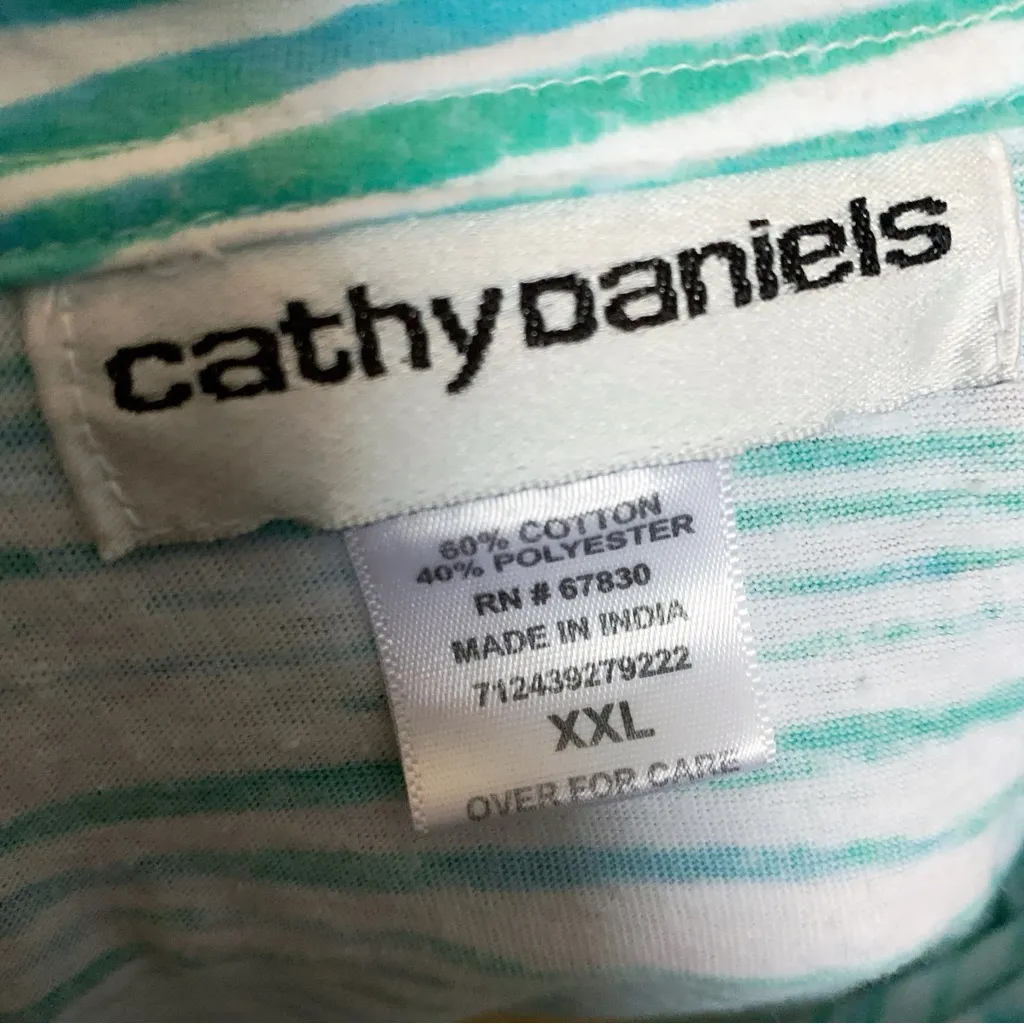 cathy Daniels
60% COTTON
40% POLYESTER
RN # 67830
MADE IN INDIA
712439279222
XXL
OVER FOR CARE